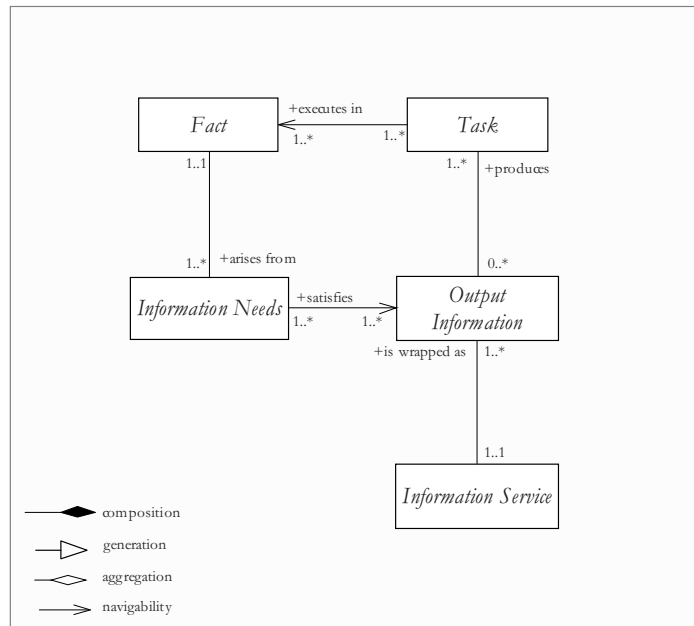 +executes in
Fact
Task
1..*
1..*
1..1
1..*
+produces
+arises from
1..*
0..*
Information Needs
+satisfies
1..*
1..*
Output
Information
+is wrapped as
1..*
1..1
Information Service
composition
generation
aggregation
navigability